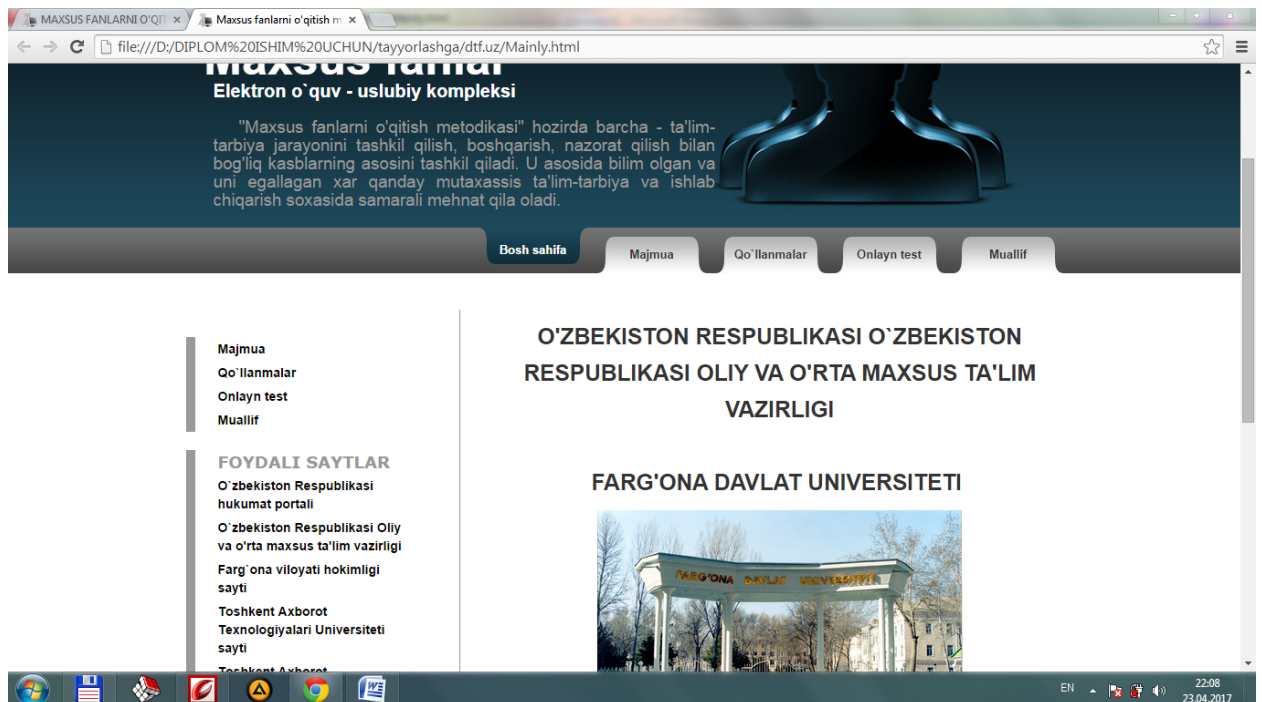 MAXSUS FANLARNI O'QIT
Maxsus fanlarni o'qitish m
file:///D:/DIPLOM%20ISHIM%20UCHUN/tayyorlashga/dtf.uz/Mainly.html
Maxsus fanlar
Elektron o`quv - uslubiy kompleksi
"Maxsus fanlarni o'qitish metodikasi" hozirda barcha - ta'lim-
tarbiya jarayonini tashkil qilish, boshqarish, nazorat qilish bilan
bog'liq kasblarning asosini tashkil qiladi. U asosida bilim olgan va
uni egallagan xar qanday mutaxassis ta'lim-tarbiya va ishlab
chiqarish soxasida samarali mehnat qila oladi.
Bosh sahifa
Majmua
Qo`llanmalar
Onlayn test
Muallif
Majmua
Qo`llanmalar
Onlayn test
Muallif
FOYDALI SAYTLAR
O`zbekiston Respublikasi
hukumat portali
O`zbekiston Respublikasi Oliy
va o'rta maxsus ta'lim vazirligi
Farg`ona viloyati hokimligi
sayti
Toshkent Axborot
Texnologiyalari Universiteti
sayti
Toshkent Axborot
O'ZBEKISTON RESPUBLIKASI O`ZBEKISTON
RESPUBLIKASI OLIY VA O'RTA MAXSUS TA'LIM
VAZIRLIGI
FARG'ONA DAVLAT UNIVERSITETI
FARG'ONA DAVLAT UNIVERSITETI
EN
22:08
23.04.2017